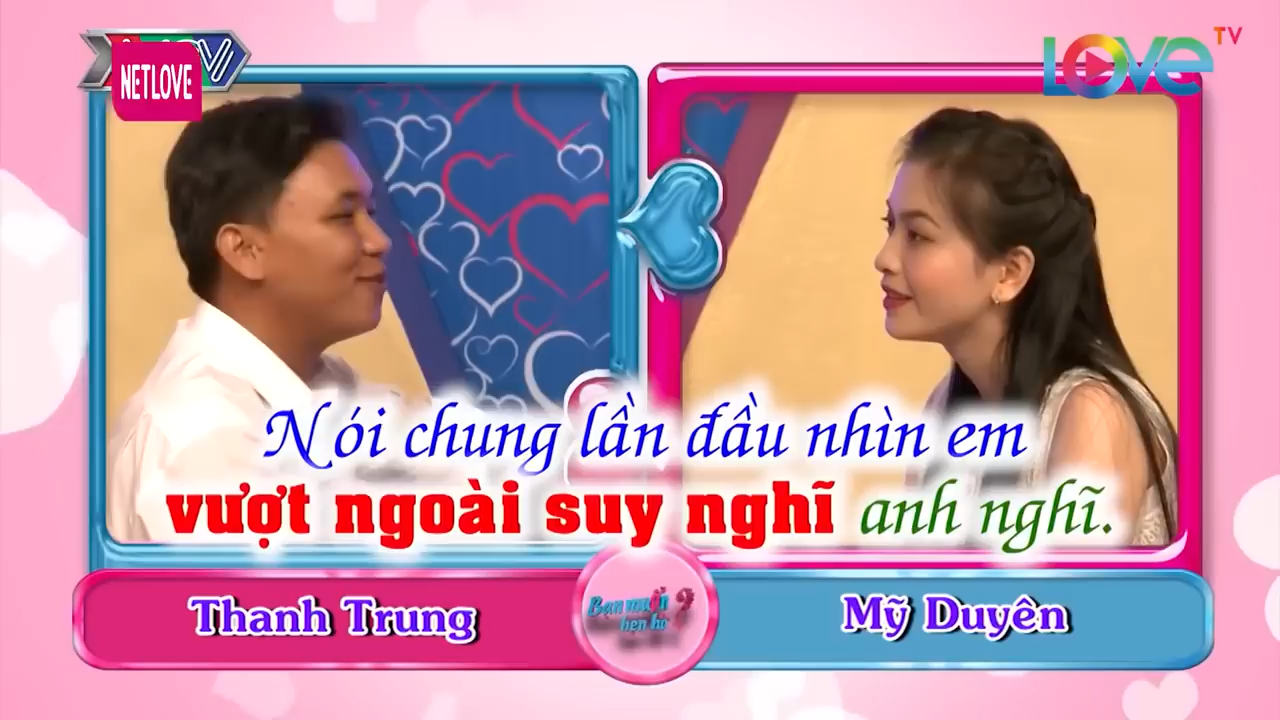 NETLOVE
LOVE TV
Nói chung lần đầu nhìn em
vượt ngoài suy nghĩ anh nghĩ.
Thanh Trung
Bạn muốn
hẹn hò ?
Mỹ Duyên